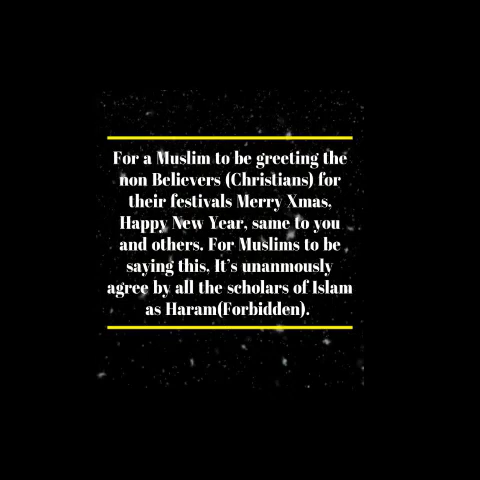 For a Muslim to be greeting the
non Believers (Christians) for
their festivals Merry Xmas,
Happy New Year, same to you
and others. For Muslims to be
saying this, It's unanmously
agree by all the scholars of Islam
as Haram(Forbidden).